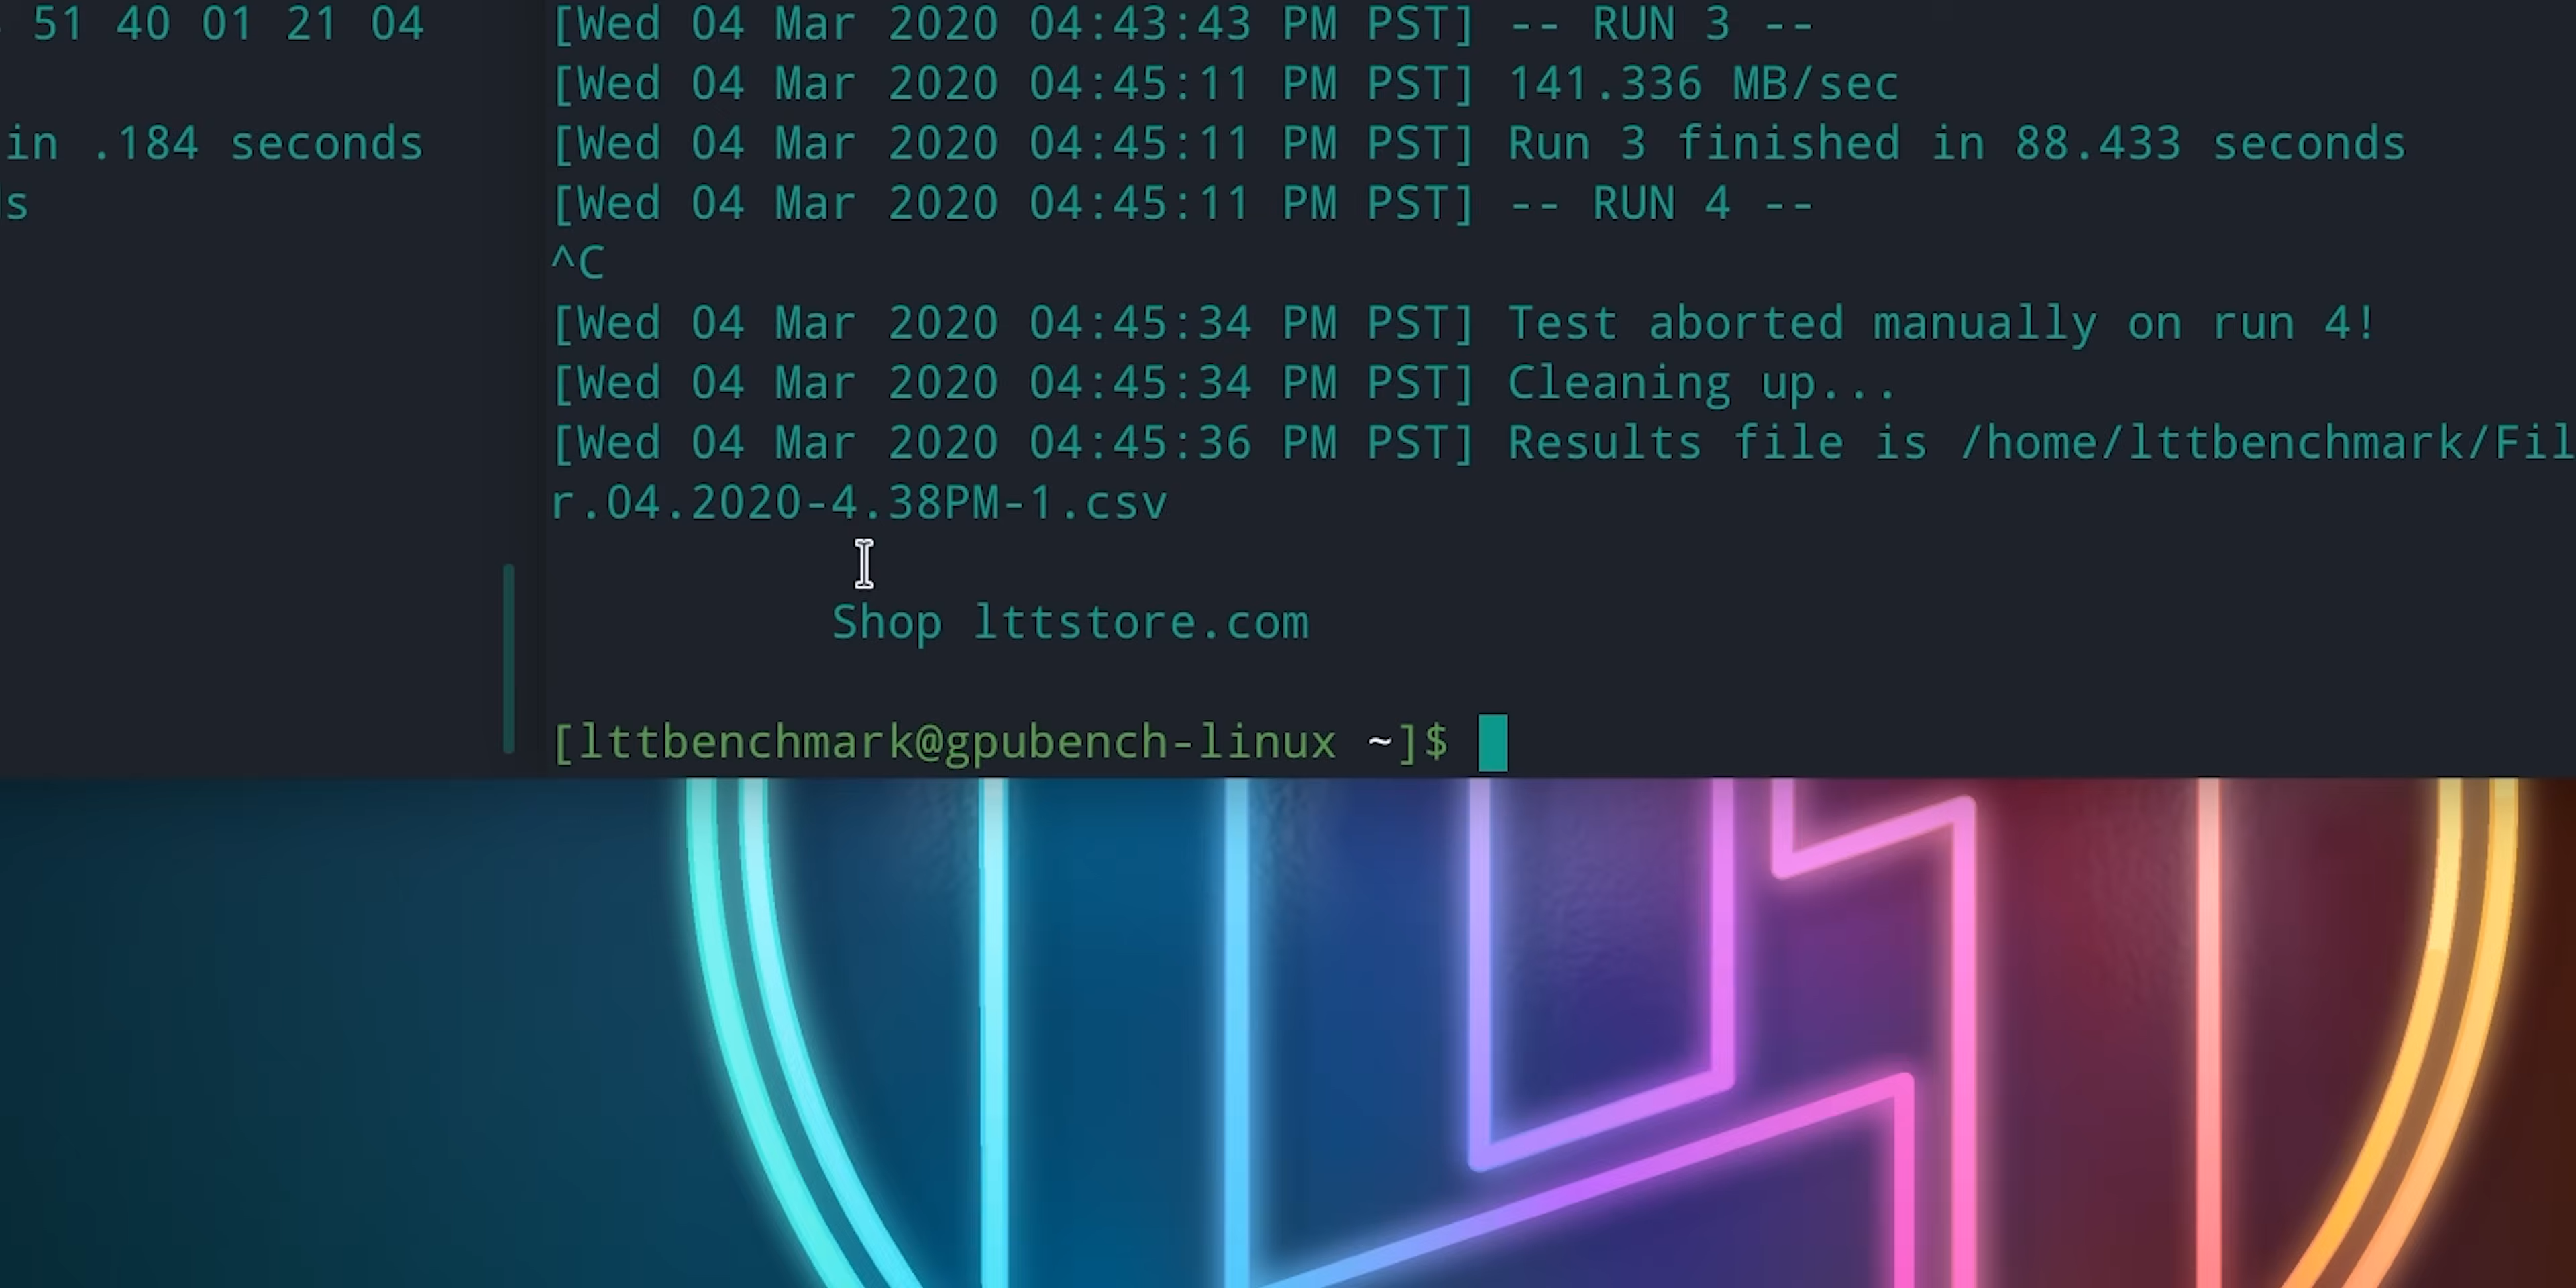 51 40 01 21 04
in .184 seconds
s
[Wed 04 Mar 2020 04:43:43 PM PST] -- RUN 3 --
[Wed 04 Mar 2020 04:45:11 PM PST] 141.336 MB/sec
[Wed 04 Mar 2020 04:45:11 PM PST] Run 3 finished in 88.433 seconds
[Wed 04 Mar 2020 04:45:11 PM PST] -- RUN 4 --
^C
[Wed 04 Mar 2020 04:45:34 PM PST] Test aborted manually on run 4!
[Wed 04 Mar 2020 04:45:34 PM PST] Cleaning up...
[Wed 04 Mar 2020 04:45:36 PM PST] Results file is /home/lttbenchmark/Fil
r.04.2020-4.38PM-1.csv
Shop lttstore.com
[lttbenchmark@gpubench-linux ~]$